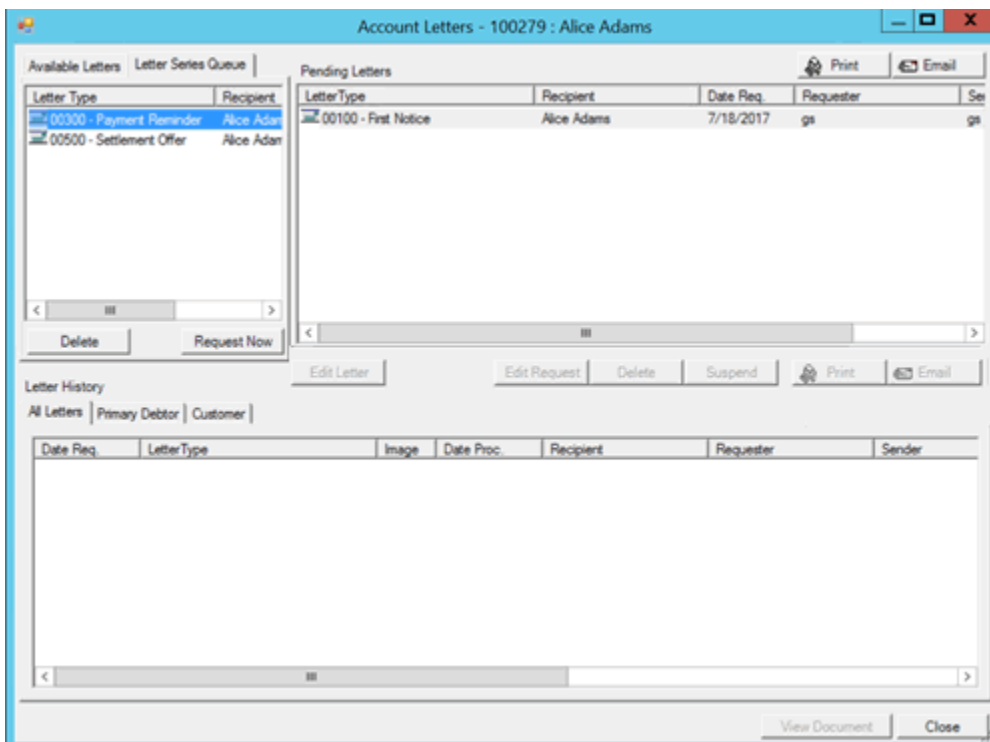 Account Letters - 100279 : Alice Adams
Available Letters Letter Series Queue
Letter Type Recipient
00300 - Payment Reminder Alice Adam
00500 - Settlement Offer Alice Adam
Delete Request Now
Pending Letters Print Email
LetterType Recipient Date Req. Requester Se
00100 - First Notice Alice Adams 7/18/2017 gs gs
Edit Letter Edit Request Delete Suspend Print Email
Letter History
All Letters Primary Debtor Customer
Date Req. LetterType Image Date Proc. Recipient Requester Sender
View Document Close